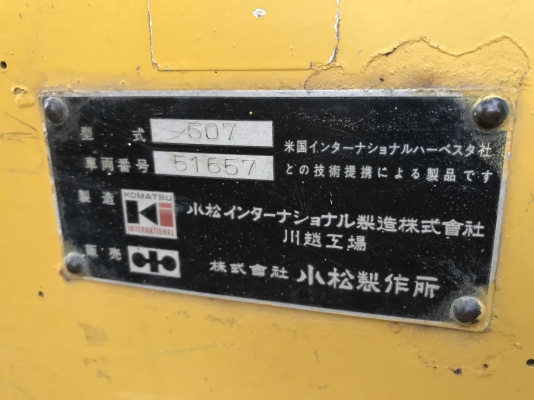 型式 507
米国インターナショナルハーベスタ社
車両番号 51657
との技術提携による製品です
製造 KOMATSU INTERNATIONAL 小松インターナショナル製造株式會社
川越工場
販売 株式會社 小松製作所